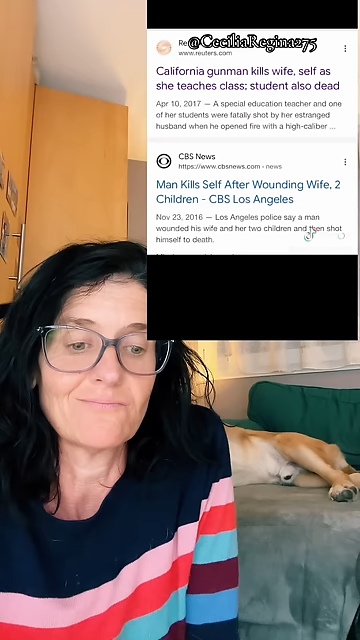 @CeciliaRegina275
www.reuters.com
California gunman kills wife, self as
she teaches class; student also dead
Apr 10, 2017 — A special education teacher and one
of her students were fatally shot by her estranged
husband when he opened fire with a high-caliber ...
CBS News
https://www.cbsnews.com › news
Man Kills Self After Wounding Wife, 2
Children - CBS Los Angeles
Nov 23, 2016 — Los Angeles police say a man
wounded his wife and her two children and then shot
himself to death.